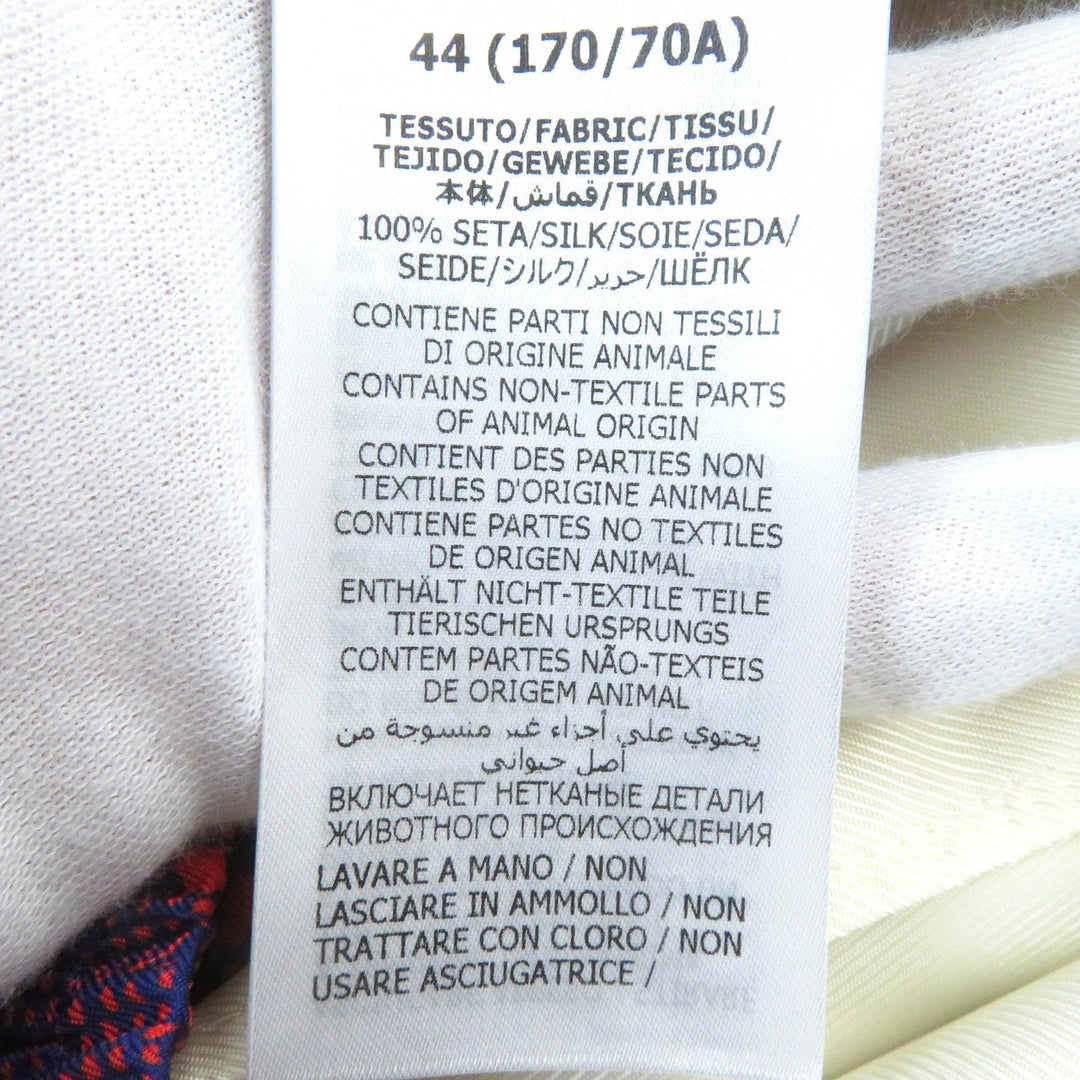 44 (170/70A)
TESSUTO/FABRIC/TISSU/
TEJIDO/GEWEBE/TECIDO/
本体/قماش/ТКАНЬ
100% SETA/SILK/SOIE/SEDA/
SEIDE/シルク/حرير/ШЁЛК
CONTIENE PARTI NON TESSILI
DI ORIGINE ANIMALE
CONTAINS NON-TEXTILE PARTS
OF ANIMAL ORIGIN
CONTIENT DES PARTIES NON
TEXTILES D'ORIGINE ANIMALE
CONTIENE PARTES NO TEXTILES
DE ORIGEN ANIMAL
ENTHÄLT NICHT-TEXTILE TEILE
TIERISCHEN URSPRUNGS
CONTEM PARTES NÃO-TEXTEIS
DE ORIGEM ANIMAL
يحتوي على أجزاء غير منسوجة من
أصل حيواني
ВКЛЮЧАЕТ НЕТКАНЫЕ ДЕТАЛИ
ЖИВОТНОГО ПРОИСХОЖДЕНИЯ
LAVARE A MANO / NON
LASCIARE IN AMMOLLO / NON
TRATTARE CON CLORO / NON
USARE ASCIUGATRICE /